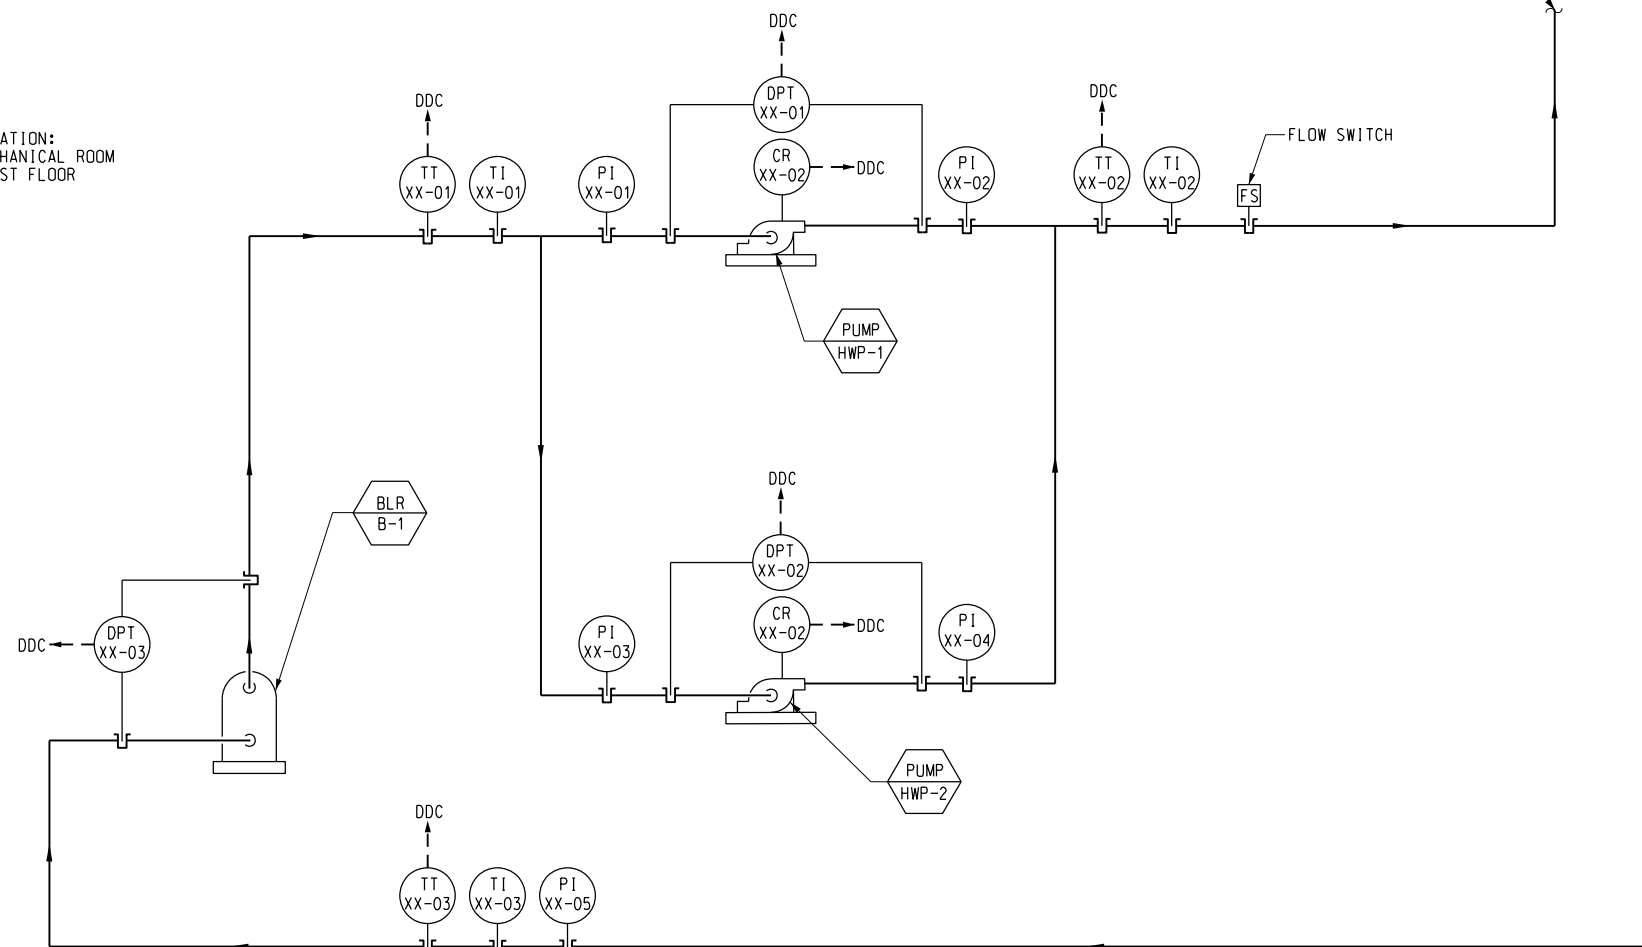 DDC
DPT
XX-01
DDC
DDC
ATION:
HANICAL ROOM
ST FLOOR
FLOW SWITCH
TT
XX-01
TI
XX-01
PI
XX-01
CR
XX-02
DDC
PI
XX-02
TT
XX-02
TI
XX-02
FS
PUMP
HWP-1
DDC
BLR
B-1
DPT
XX-02
CR
XX-02
DDC
PI
XX-03
PI
XX-04
DDC
DPT
XX-03
PUMP
HWP-2
DDC
TT
XX-03
TI
XX-03
PI
XX-05